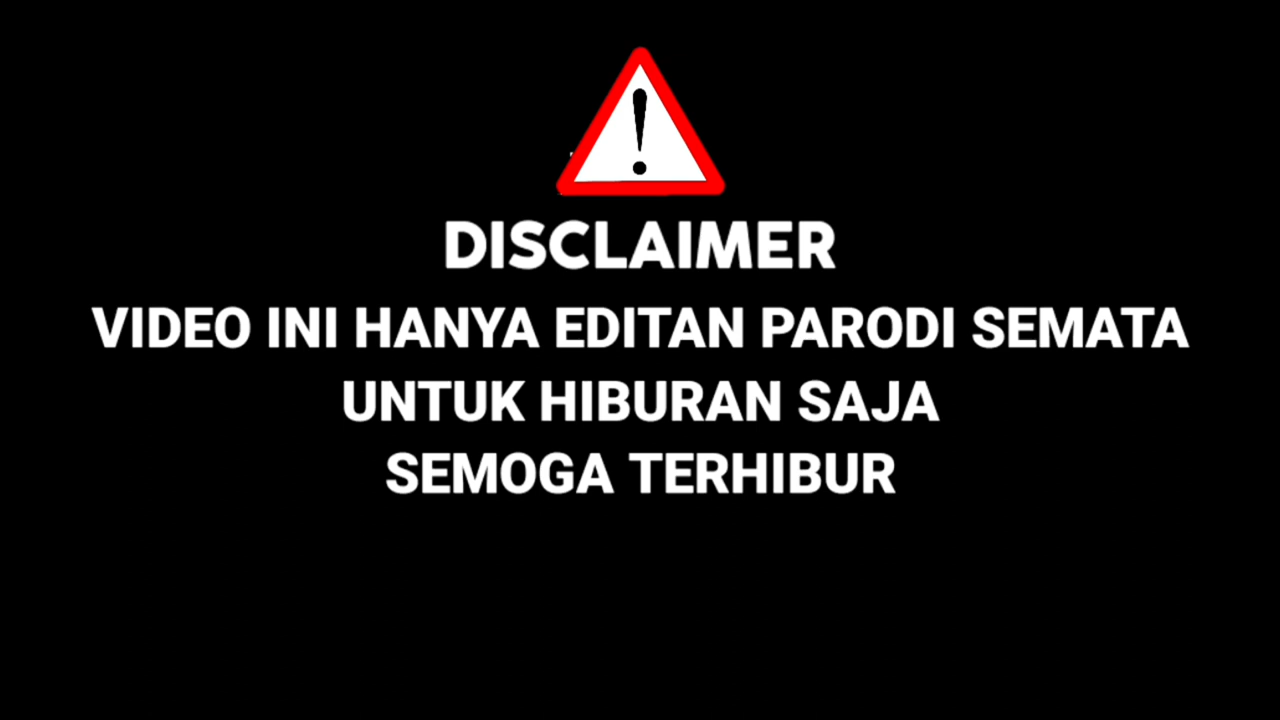 DISCLAIMER
VIDEO INI HANYA EDITAN PARODI SEMATA
UNTUK HIBURAN SAJA
SEMOGA TERHIBUR